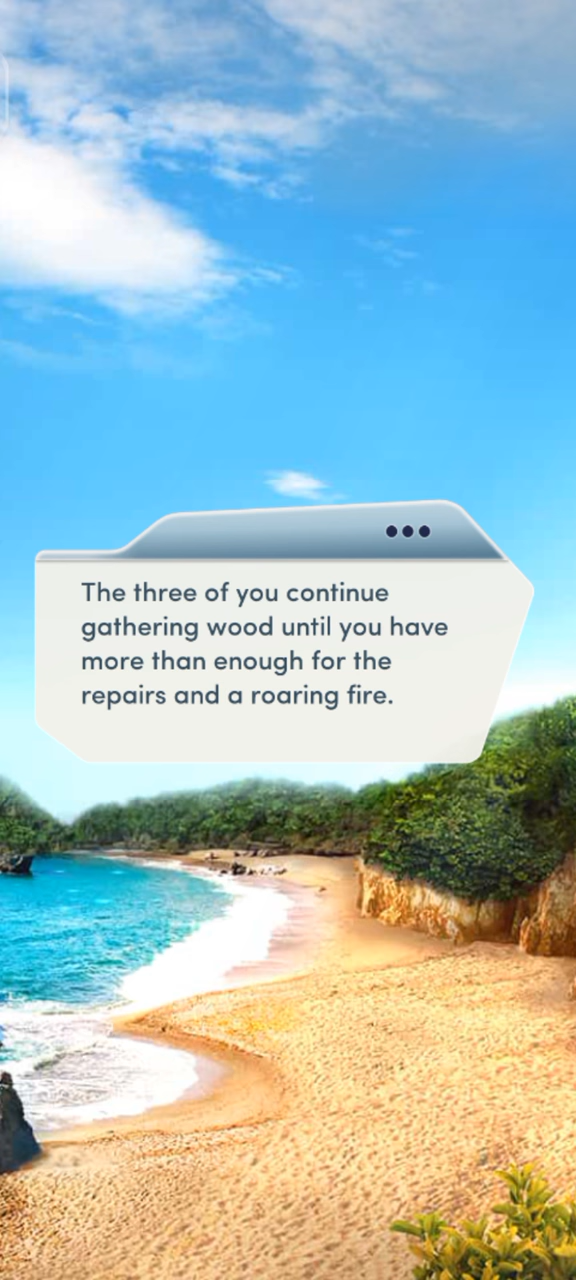 The three of you continue
gathering wood until you have
more than enough for the
repairs and a roaring fire.